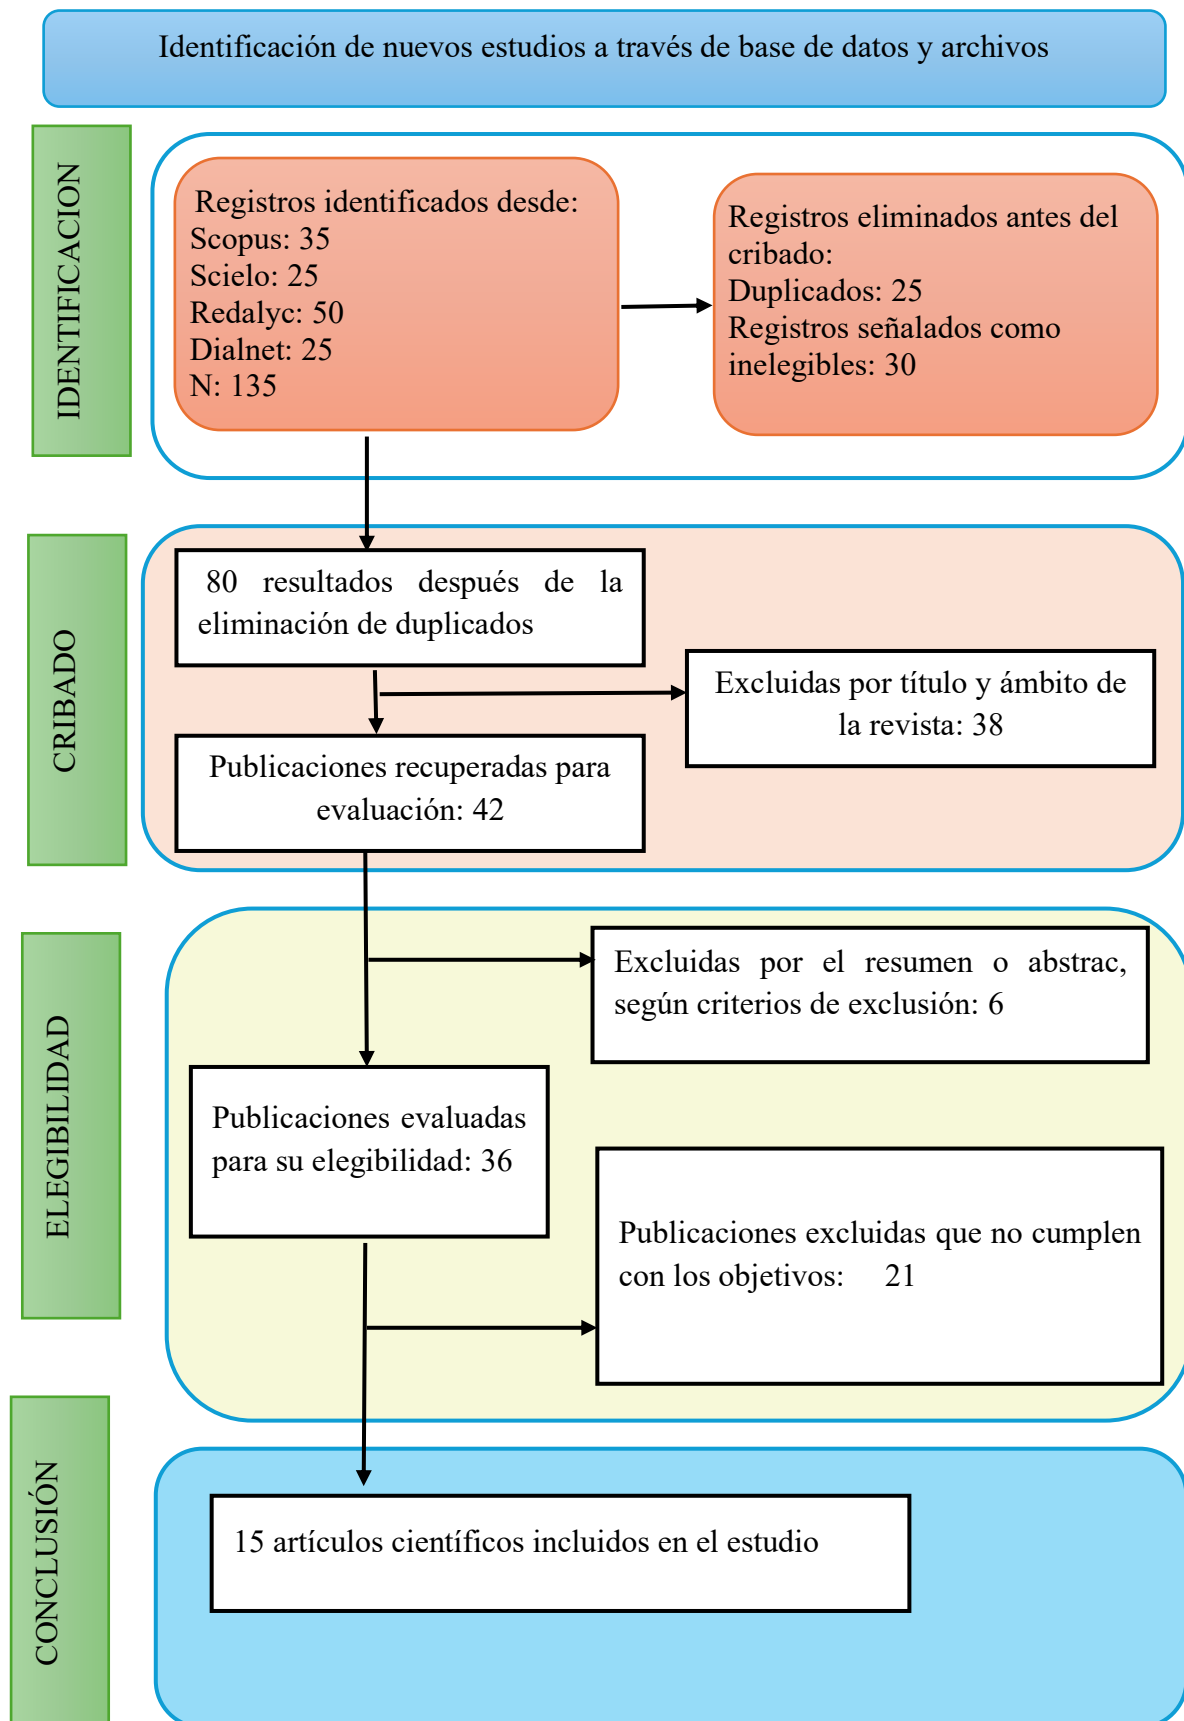 Identificación de nuevos estudios a través de base de datos y archivos
IDENTIFICACION
Registros identificados desde:
Scopus: 35
Scielo: 25
Redalyc: 50
Dialnet: 25
N: 135
Registros eliminados antes del
cribado:
Duplicados: 25
Registros señalados como
inelegibles: 30
CRIBADO
80 resultados después de la
eliminación de duplicados
Excluidas por título y ámbito de
la revista: 38
Publicaciones recuperadas para
evaluación: 42
ELEGIBILIDAD
Excluidas por el resumen o abstrac,
según criterios de exclusión: 6
Publicaciones evaluadas
para su elegibilidad: 36
Publicaciones excluidas que no cumplen
con los objetivos: 21
CONCLUSIÓN
15 artículos científicos incluidos en el estudio